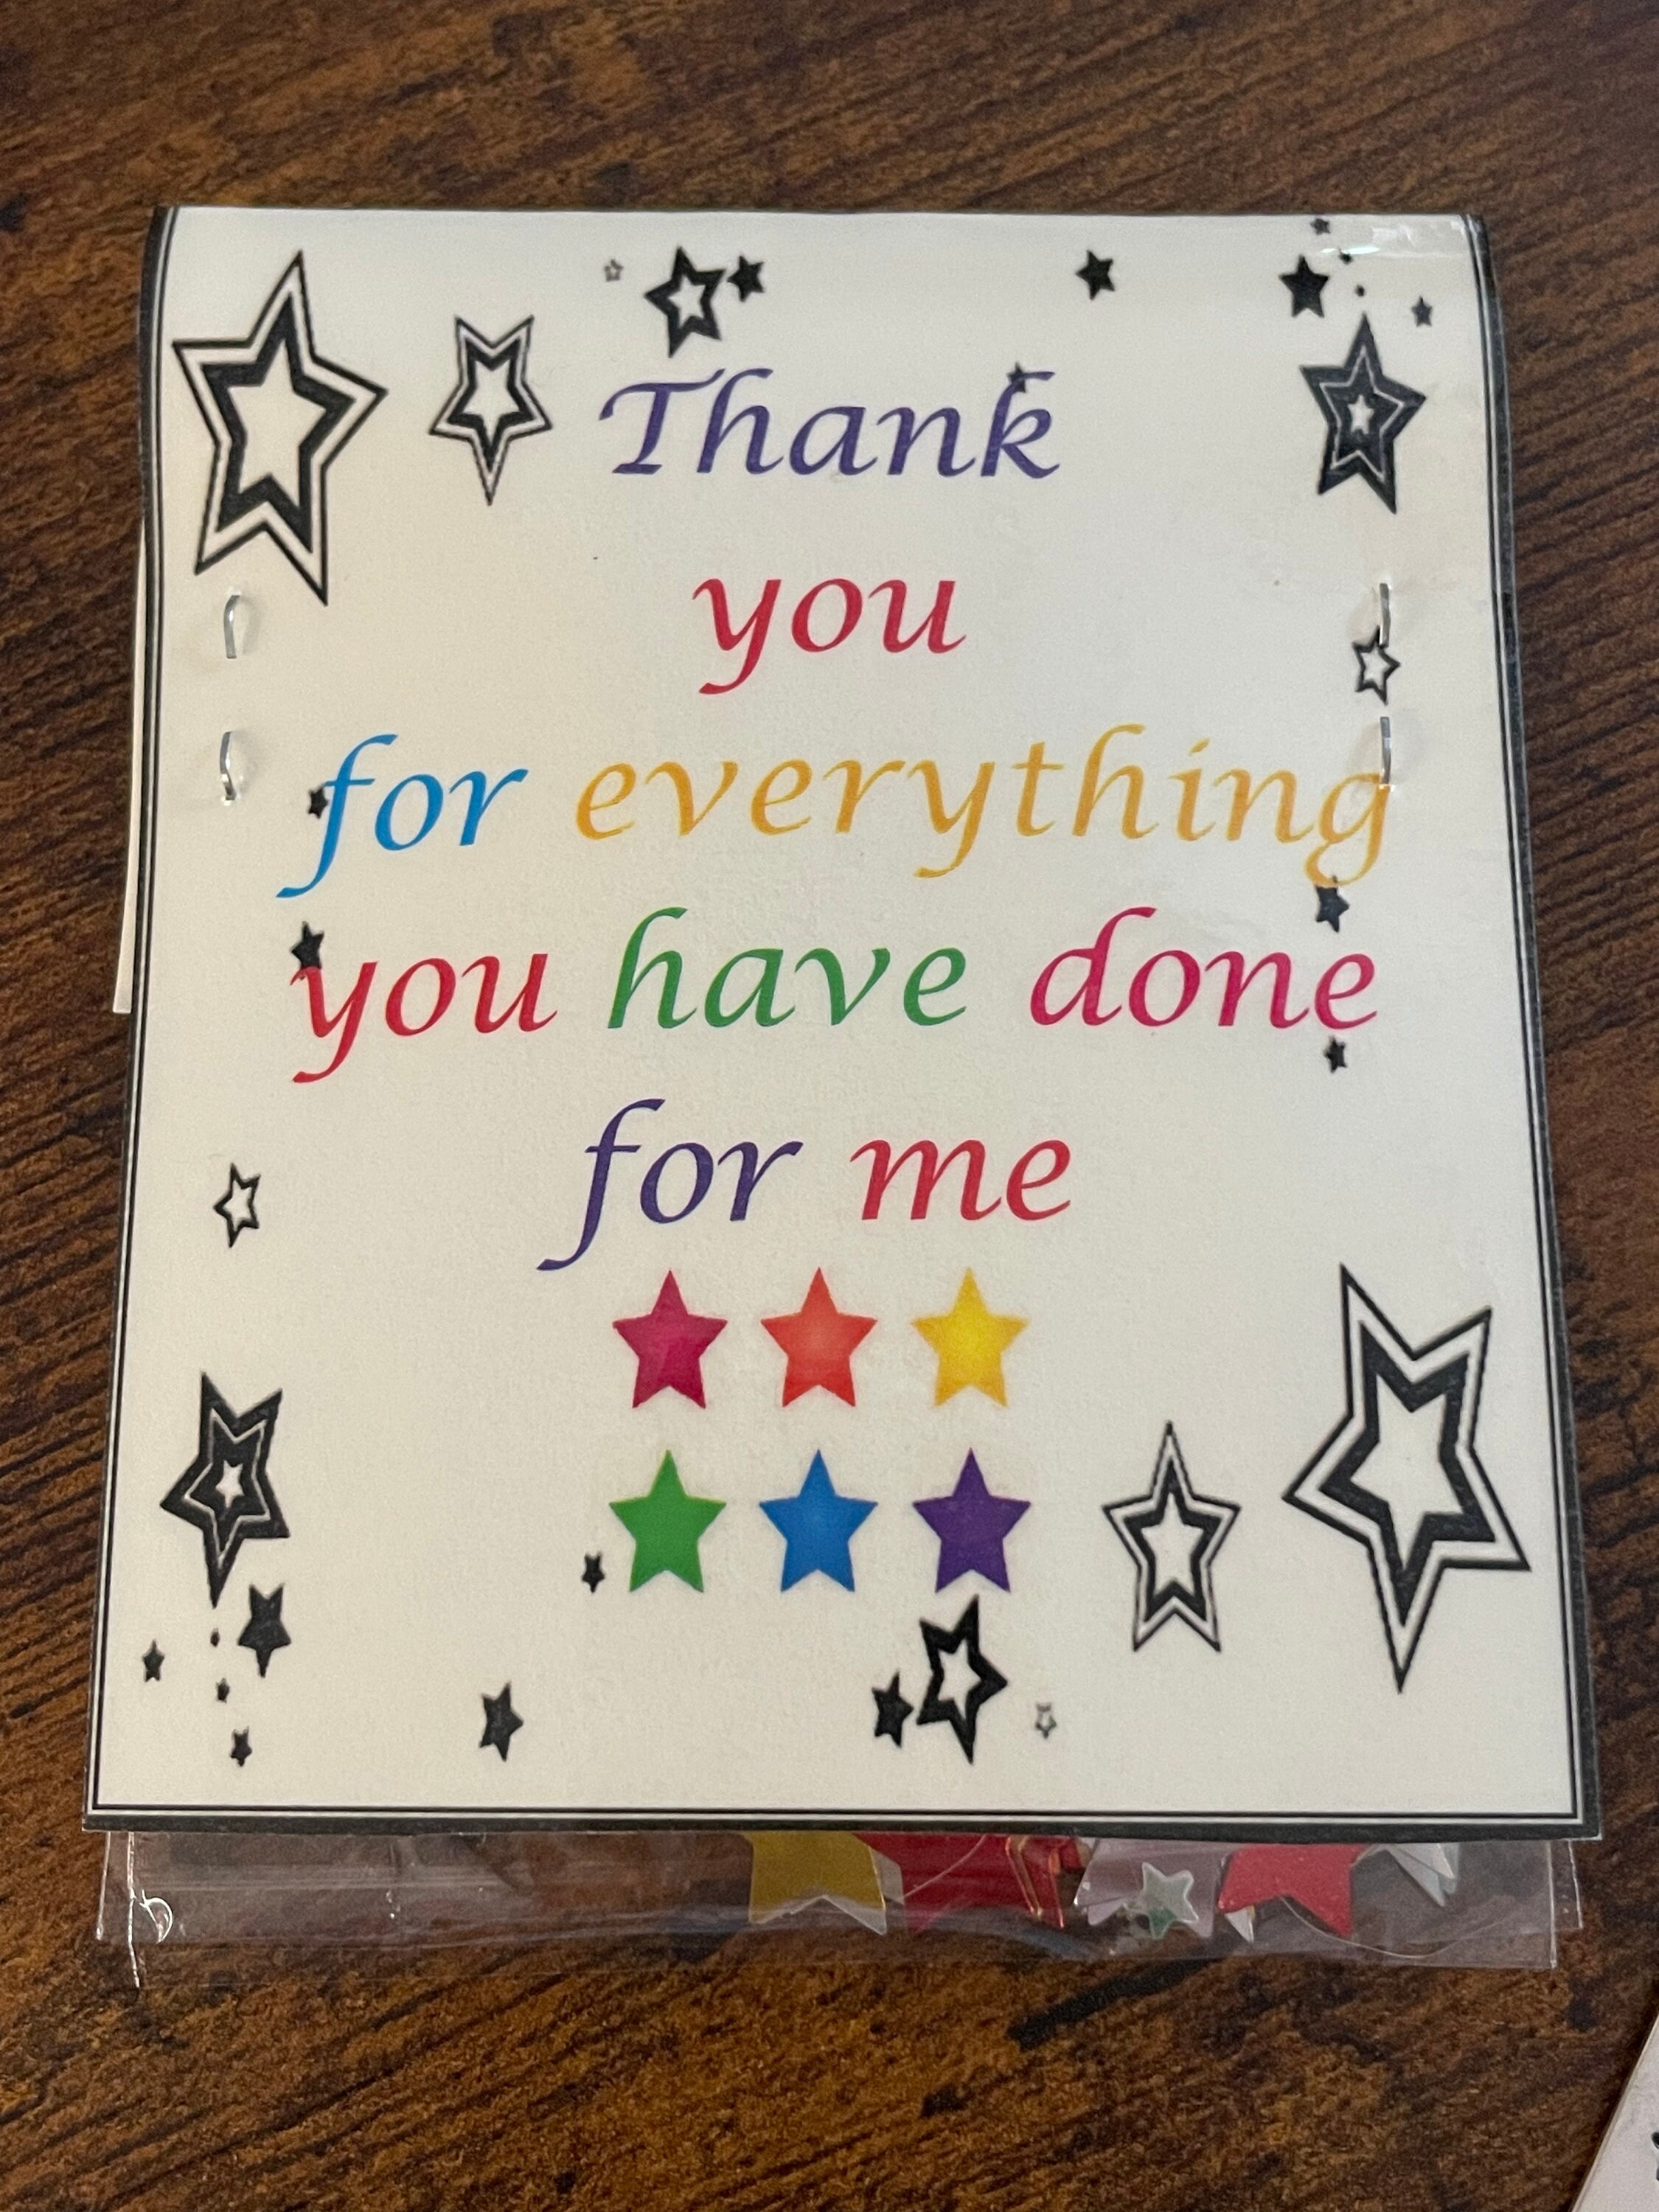 Thank
you
for everything
you have done
for me